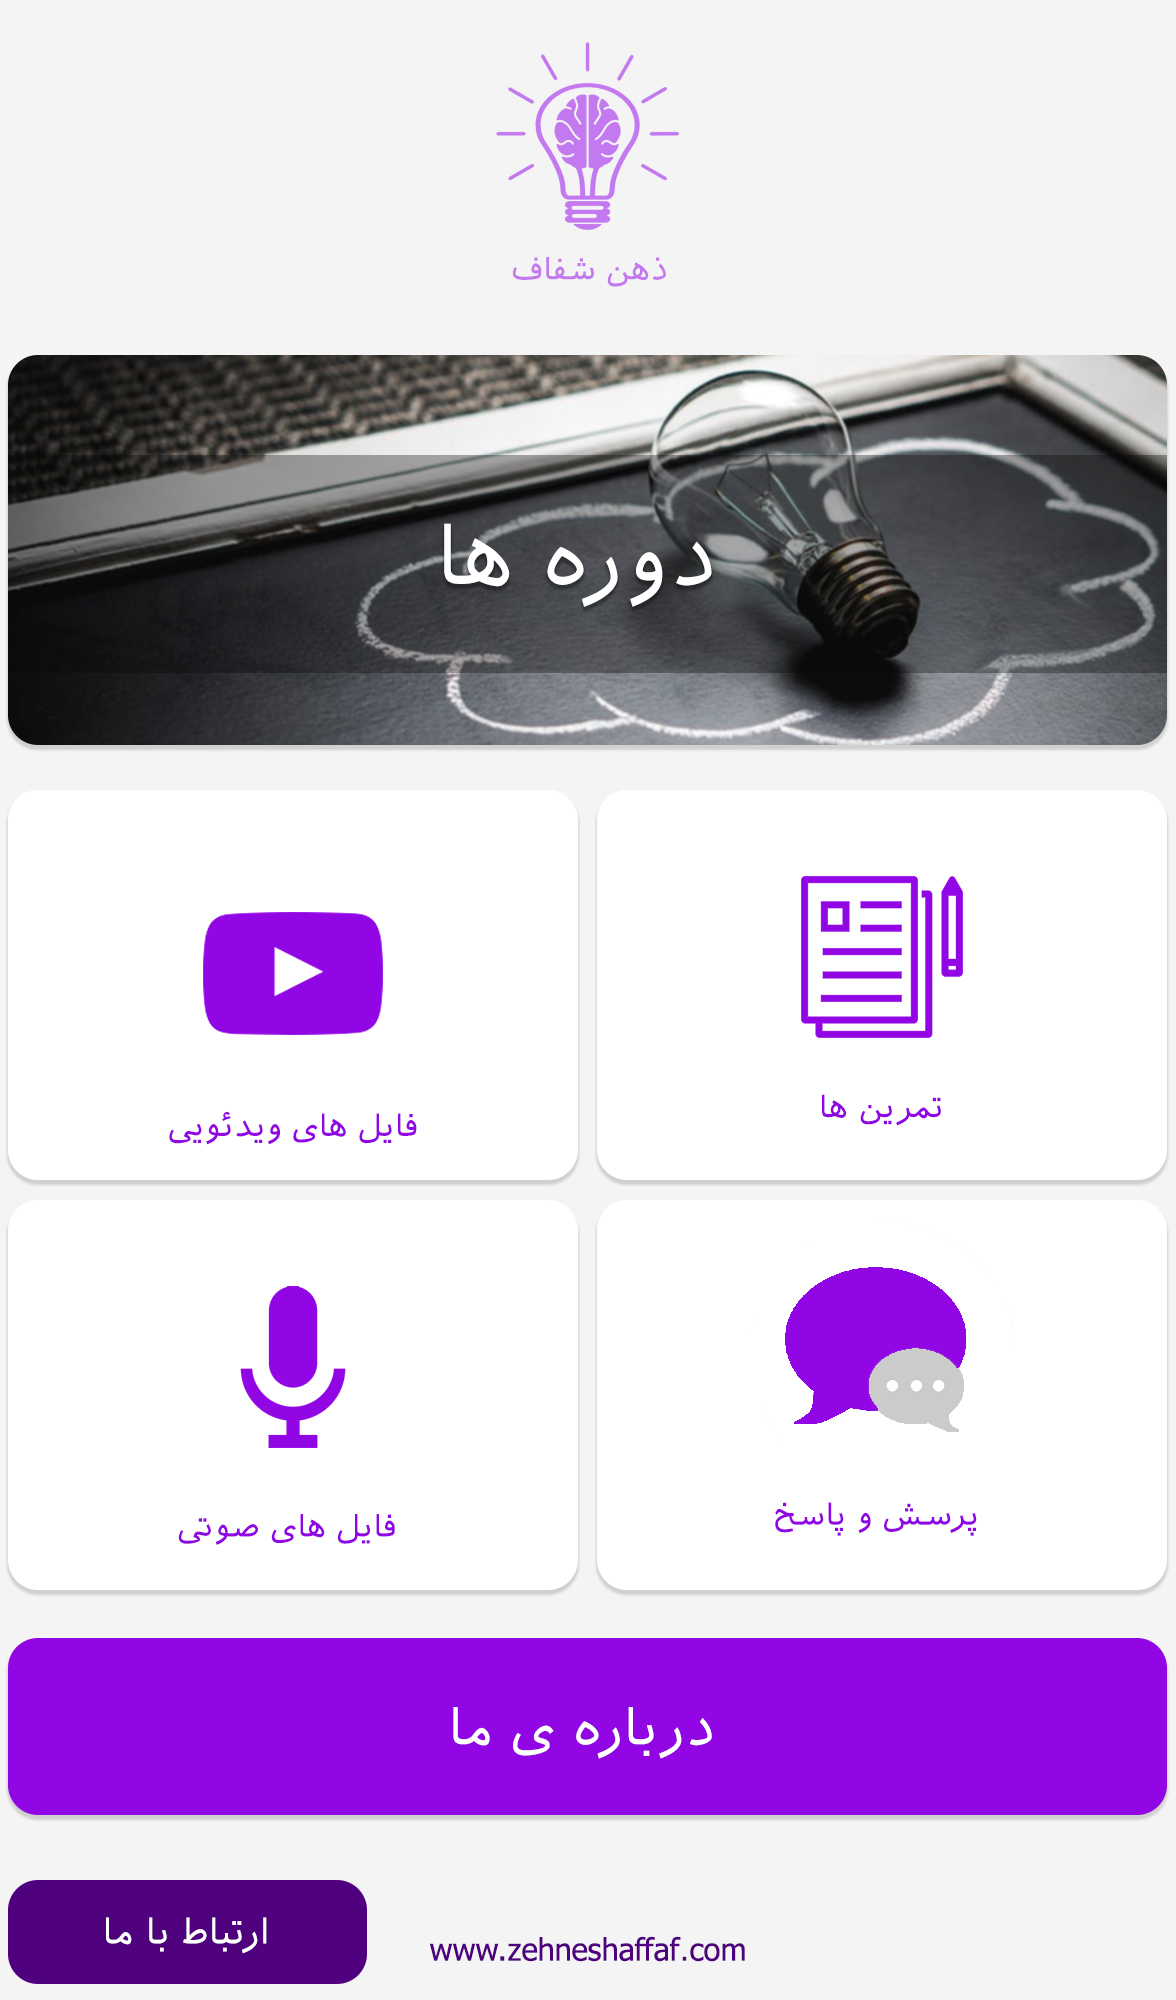 ذهن شفاف
دوره ها
تمرین ها
فایل های ویدئویی
پرسش و پاسخ
فایل های صوتی
درباره ی ما
ارتباط با ما
www.zehneshaffaf.com